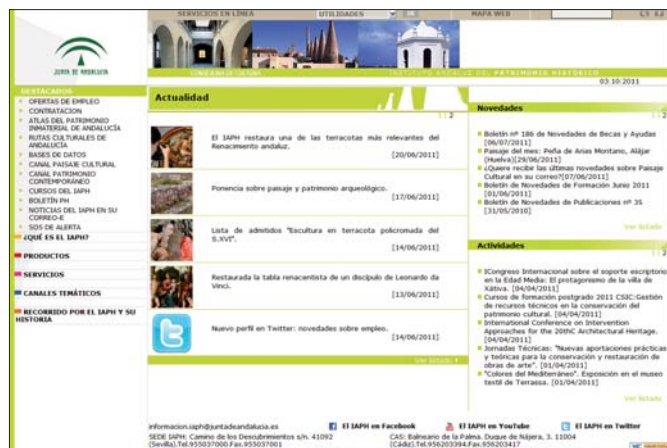 SERVICIOS EN LÍNEA
UTILIDADES
MAPA WEB
JUNTA DE ANDALUCIA
CONSEJERIA DE CULTURA
INSTITUTO ANDALUZ DEL PATRIMONIO HISTÓRICO
03/10/2011
DESTACADOS
OFERTAS DE EMPLEO
CONTRATACION
ATLAS DEL PATRIMONIO
INMATERIAL DE ANDALUCÍA
RUTAS CULTURALES DE
ANDALUCÍA
BASES DE DATOS
CANAL PAISAJE CULTURAL
CANAL PATRIMONIO
CONTEMPORÁNEO
CURSOS DEL IAPH
BOLETÍN PH
NOTICIAS DEL IAPH EN SU
CORREO-E
SOS DE ALERTA
¿QUÉ ES EL IAPH?
PRODUCTOS
SERVICIOS
CANALES TEMÁTICOS
RECORRIDO POR EL IAPH Y SU
HISTORIA
Actualidad
1 | 2
El IAPH restaura una de las terracotas más relevantes del
Renacimiento andaluz.
[20/06/2011]
Ponencia sobre paisaje y patrimonio arqueológico.
[17/06/2011]
Lista de admitidos "Escultura en terracota policromada del
S.XVI".
[14/06/2011]
Restaurada la tabla renacentista de un discípulo de Leonardo da
Vinci.
[13/06/2011]
Nuevo perfil en Twitter: novedades sobre empleo.
[14/06/2011]
Ver listado
Novedades
1 | 2
Boletín nº 186 de Novedades de Becas y Ayudas
[06/07/2011]
Paisaje del mes: Peña de Arias Montano, Alájar
(Huelva)[29/06/2011]
¿Quiere recibir las últimas novedades sobre Paisaje
Cultural en su correo?[07/06/2011]
Boletín de Novedades de Formación Junio 2011
[01/06/2011]
Boletín de Novedades de Publicaciones nº 35
[31/05/2010]
Ver listado
Actividades
1 | 2
ICongreso Internacional sobre el soporte escriptorio
en la Edad Media: El protagonismo de la villa de
Xátiva. [04/04/2011]
Cursos de formación postgrado 2011 CSIC:Gestión
de recursos técnicos en la conservación del
patrimonio cultural. [04/04/2011]
International Conference on Intervention
Approaches for the 20thC Architectural Heritage.
[04/04/2011]
Jornadas Técnicas: "Nuevas aportaciones prácticas
y teóricas para la conservación y restauración de
obras de arte". [01/04/2011]
"Colores del Mediterráneo". Exposición en el museo
textil de Terrassa. [01/04/2011]
Ver listado
informacion.iaph@juntadeandalucia.es
El IAPH en Facebook
El IAPH en YouTube
El IAPH en Twitter
SEDE IAPH: Camino de los Descubrimientos s/n. 41092
(Sevilla).Tel.955037000.Fax.955037001
CAS: Balneario de la Palma. Duque de Nájera, 3. 11004
(Cádiz).Tel.956203394.Fax.956203417